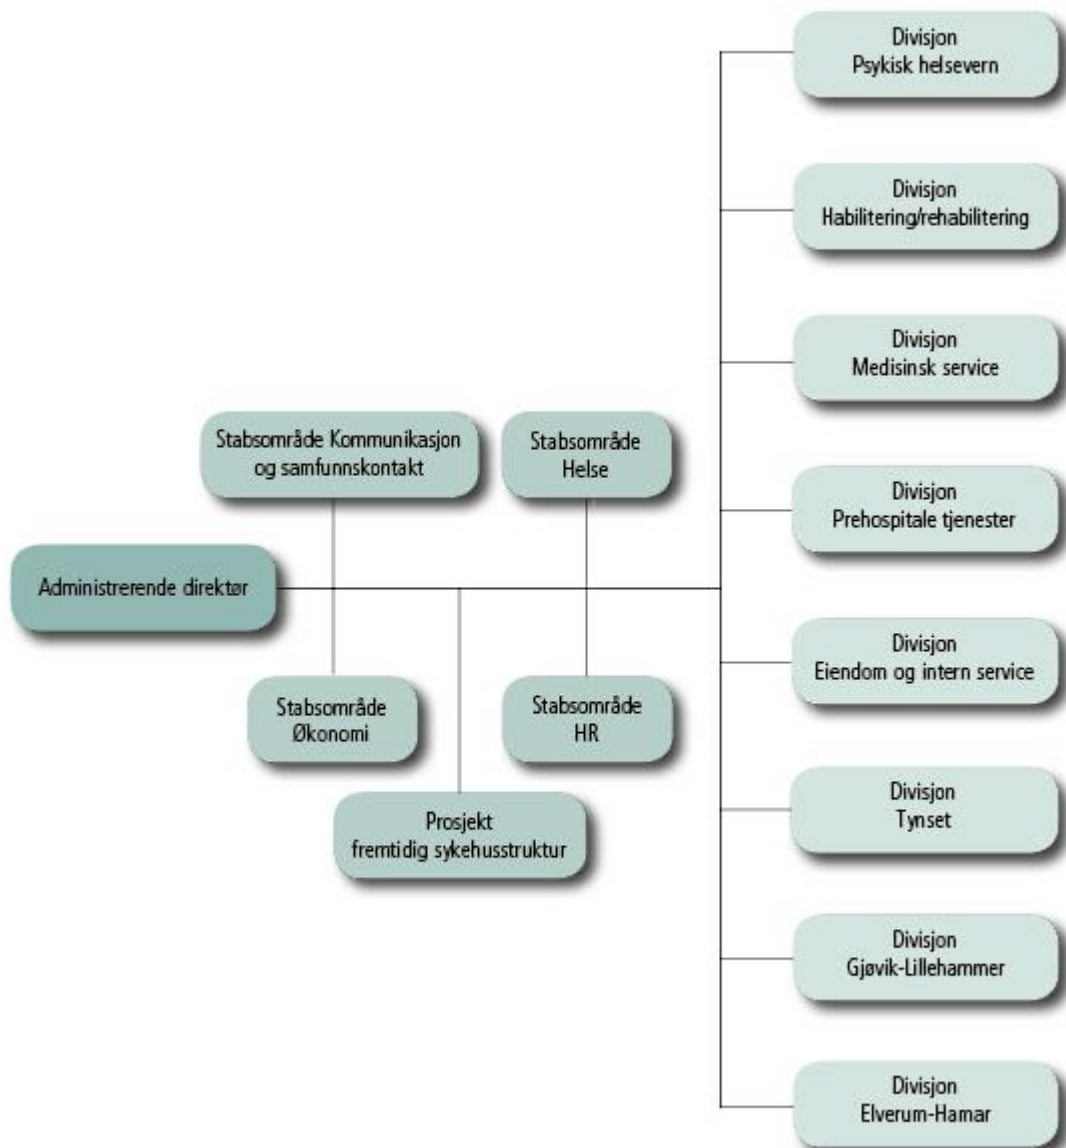 Administrerende direktør
Stabsområde Kommunikasjon
og samfunnskontakt
Stabsområde
Helse
Stabsområde
Økonomi
Stabsområde
HR
Prosjekt
fremtidig sykehusstruktur
Divisjon
Psykisk helsevern
Divisjon
Habilitering/rehabilitering
Divisjon
Medisinsk service
Divisjon
Prehospitale tjenester
Divisjon
Eiendom og intern service
Divisjon
Tynset
Divisjon
Gjøvik-Lillehammer
Divisjon
Elverum-Hamar